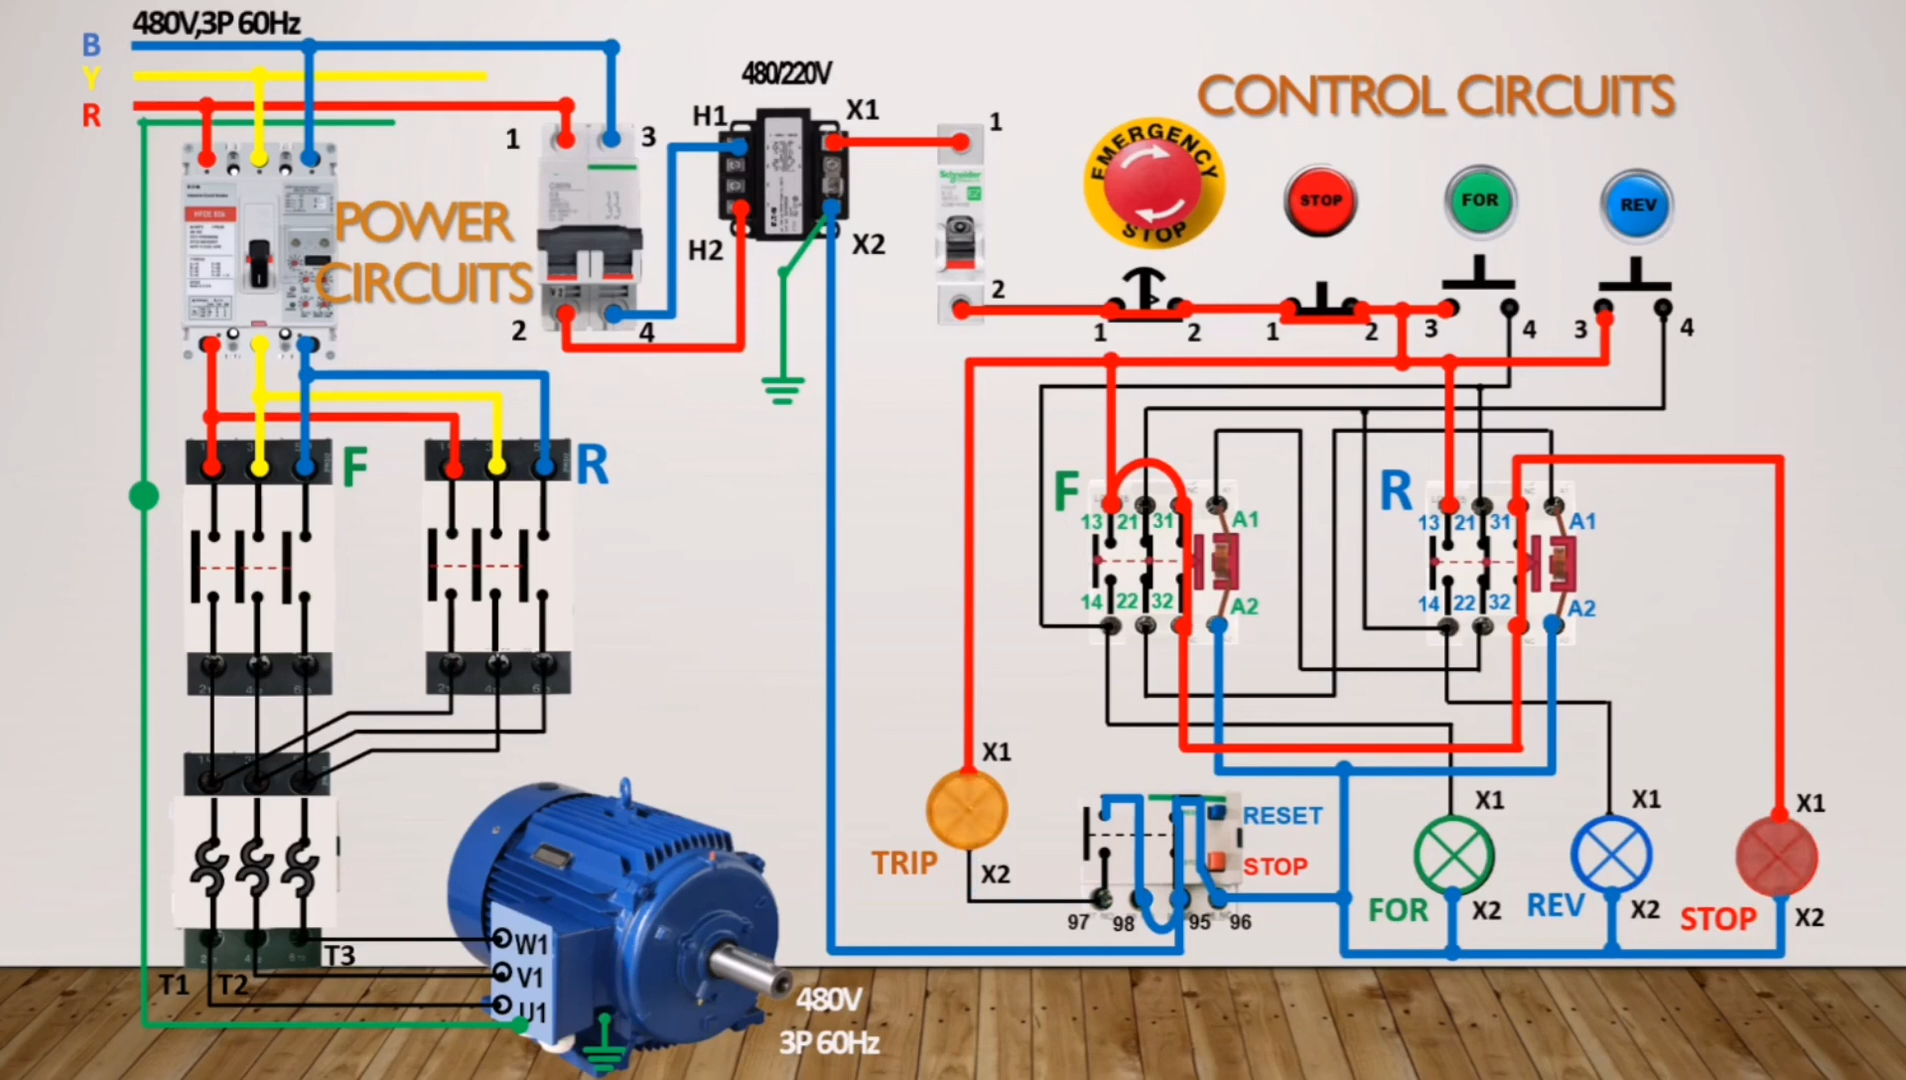 480V,3P 60Hz
B
Y
R
POWER
CIRCUITS
1
3
2
4
480/220V
H1
X1
H2
X2
1
Schneider
2
CONTROL CIRCUITS
EMERGENCY
STOP
STOP
FOR
REV
1
2
1
2
3
4
3
4
F
R
F
13
21
31
A1
14
22
32
A2
R
13
21
31
A1
14
22
32
A2
X1
TRIP
X2
RESET
STOP
97
98
95
96
X1
FOR
X2
X1
REV
X2
X1
STOP
X2
T1
T2
T3
W1
V1
U1
480V
3P 60Hz